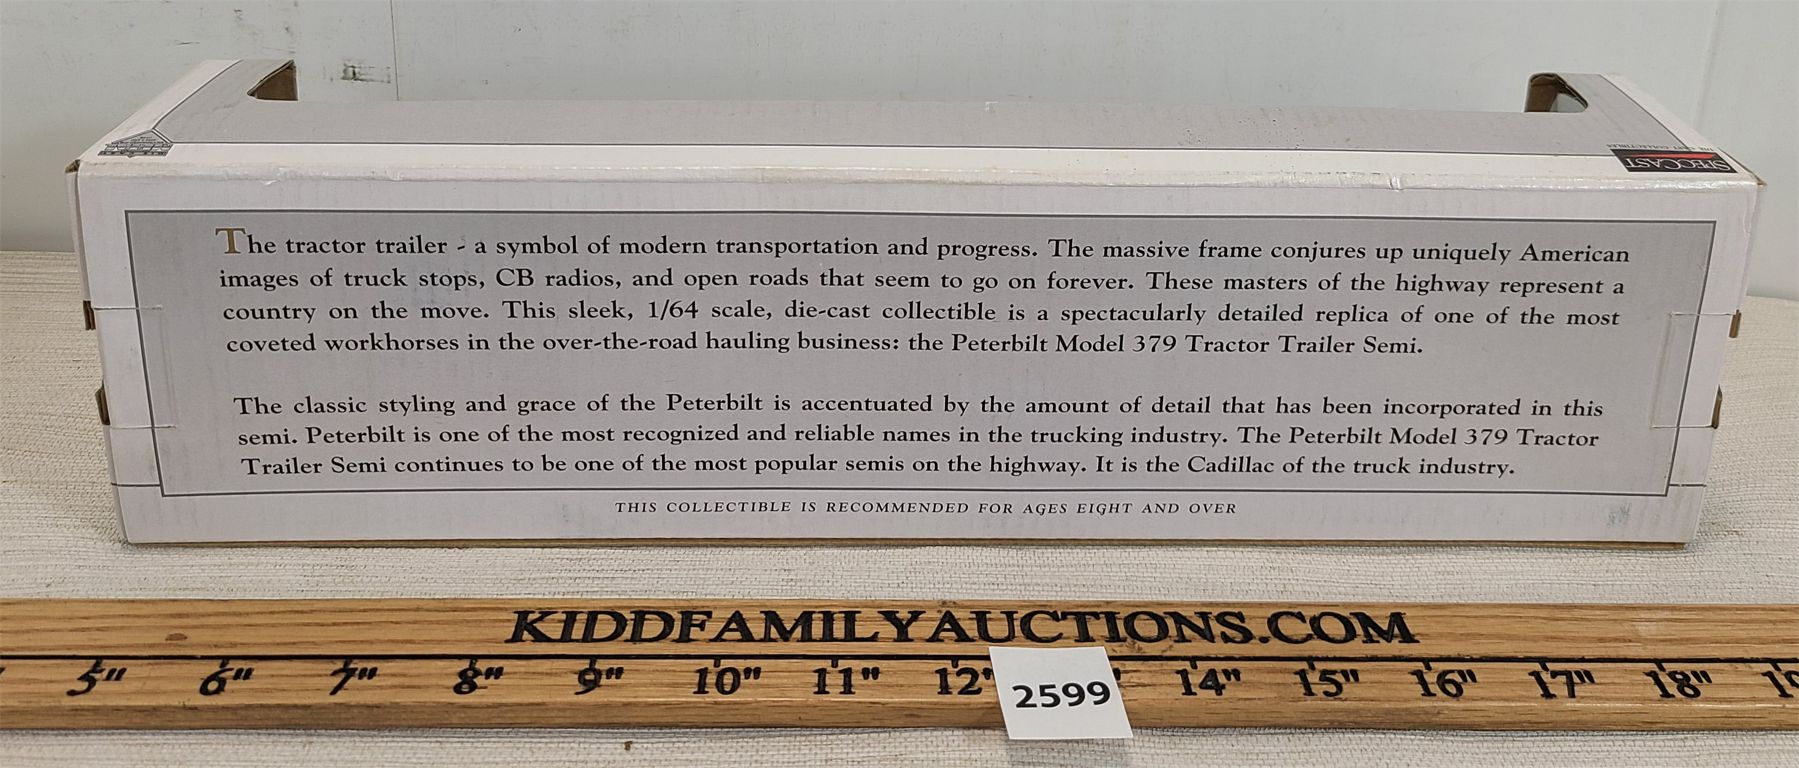 SPECCAST
The tractor trailer - a symbol of modern transportation and progress. The massive frame conjures up uniquely American
images of truck stops, CB radios, and open roads that seem to go on forever. These masters of the highway represent a
country on the move. This sleek, 1/64 scale, die-cast collectible is a spectacularly detailed replica of one of the most
coveted workhorses in the over-the-road hauling business: the Peterbilt Model 379 Tractor Trailer Semi.
The classic styling and grace of the Peterbilt is accentuated by the amount of detail that has been incorporated in this
semi. Peterbilt is one of the most recognized and reliable names in the trucking industry. The Peterbilt Model 379 Tractor
Trailer Semi continues to be one of the most popular semis on the highway. It is the Cadillac of the truck industry.
THIS COLLECTIBLE IS RECOMMENDED FOR AGES EIGHT AND OVER
KIDDFAMILYAUCTIONS.COM
5" 6" 7" 8" 9" 10" 11" 12" 14" 15" 16" 17" 18"
2599